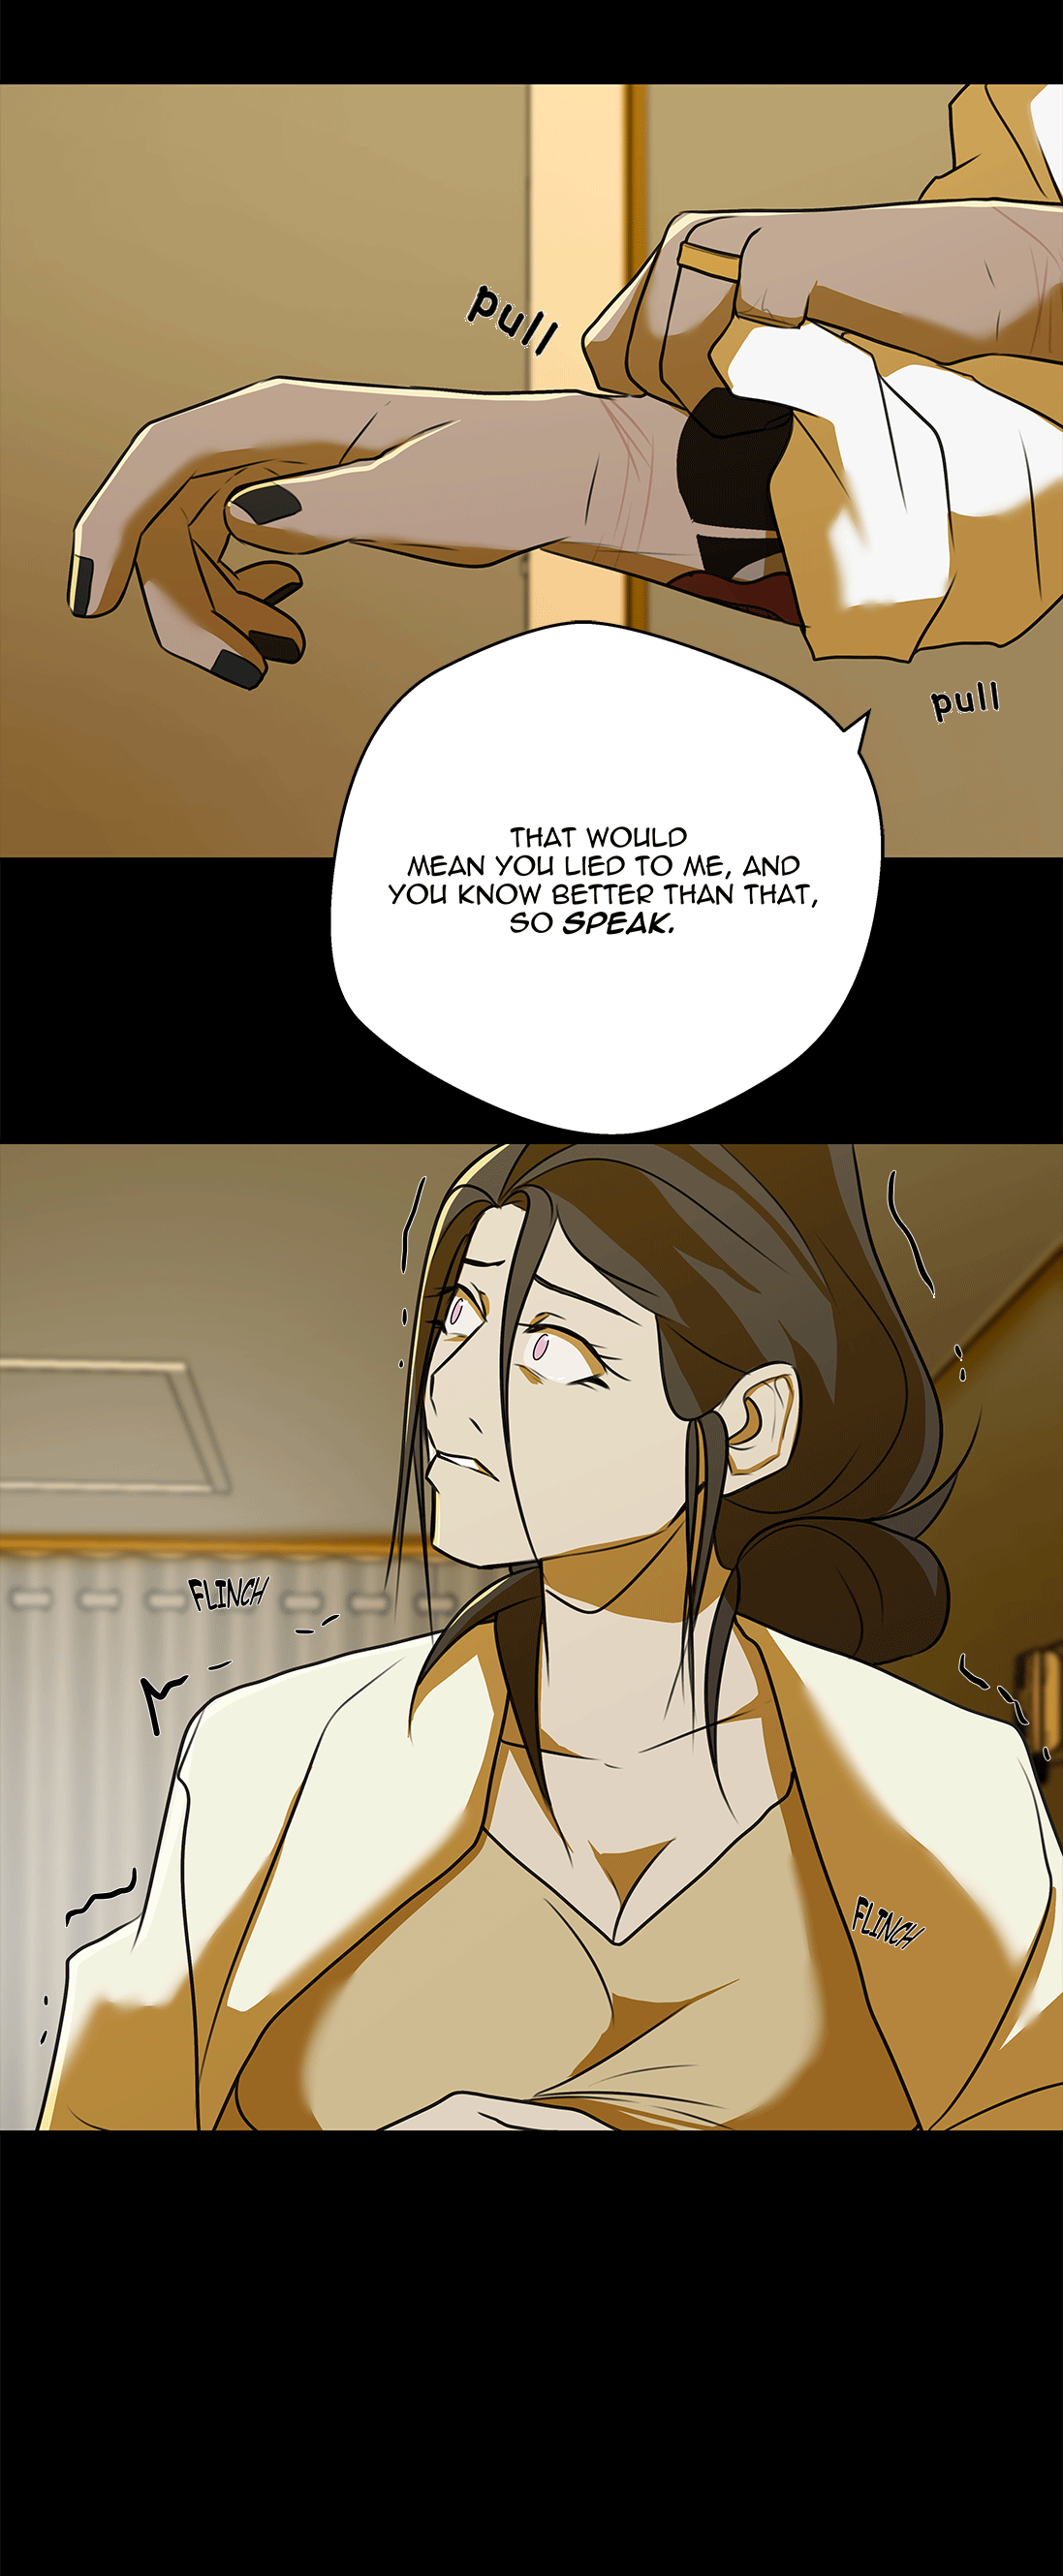 pull
pull
THAT WOULD
MEAN YOU LIED TO ME, AND
YOU KNOW BETTER THAN THAT,
SO SPEAK.
FLINCH
FLINCH